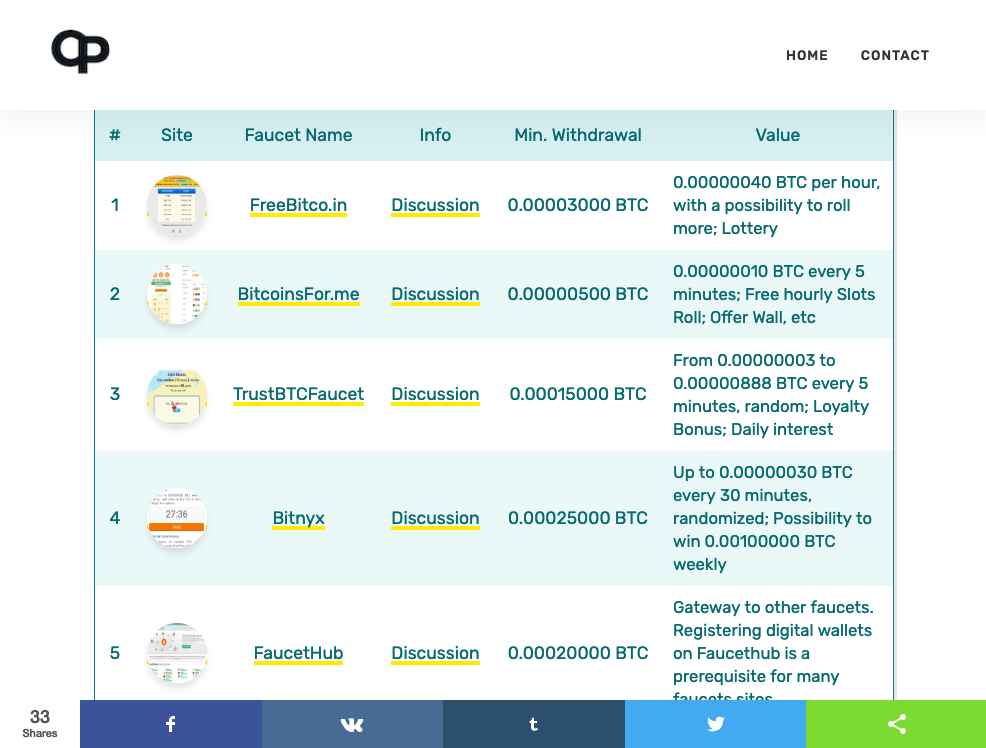 HOME CONTACT
# Site Faucet Name Info Min. Withdrawal Value
1 FreeBitco.in Discussion 0.00003000 BTC 0.00000040 BTC per hour,
with a possibility to roll
more; Lottery
2 BitcoinsFor.me Discussion 0.00000500 BTC 0.00000010 BTC every 5
minutes; Free hourly Slots
Roll; Offer Wall, etc
3 TrustBTCFaucet Discussion 0.00015000 BTC From 0.00000003 to
0.00000888 BTC every 5
minutes, random; Loyalty
Bonus; Daily interest
4 27:36 Bitnyx Discussion 0.00025000 BTC Up to 0.00000030 BTC
every 30 minutes,
randomized; Possibility to
win 0.00100000 BTC
weekly
5 FaucetHub Discussion 0.00020000 BTC Gateway to other faucets.
Registering digital wallets
on Faucethub is a
prerequisite for many
faucets sites
33
Shares